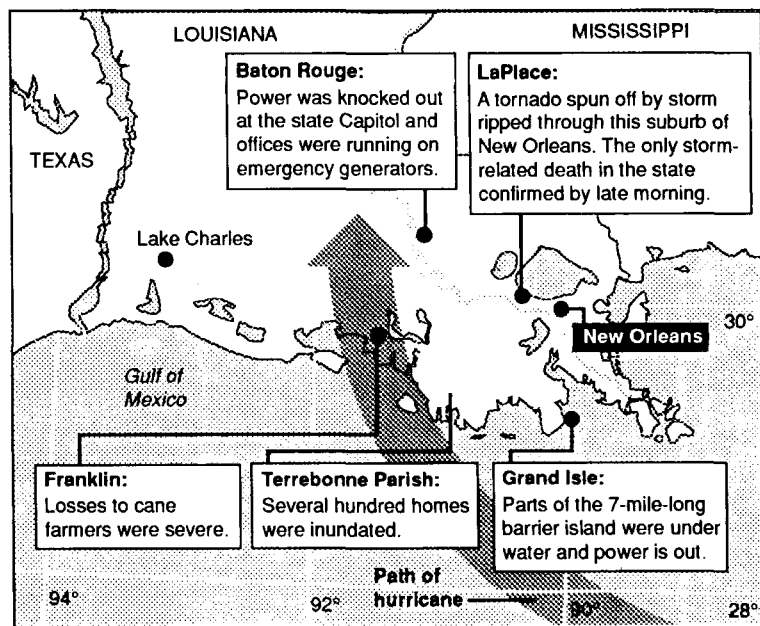 LOUISIANA
MISSISSIPPI
Baton Rouge:
Power was knocked out
at the state Capitol and
offices were running on
emergency generators.
LaPlace:
A tornado spun off by storm
ripped through this suburb of
New Orleans. The only storm-
related death in the state
confirmed by late morning.
TEXAS
Lake Charles
30°
New Orleans
Gulf of
Mexico
Franklin:
Losses to cane
farmers were severe.
Terrebonne Parish:
Several hundred homes
were inundated.
Grand Isle:
Parts of the 7-mile-long
barrier island were under
water and power is out.
Path of
hurricane
94°
92°
90°
28°